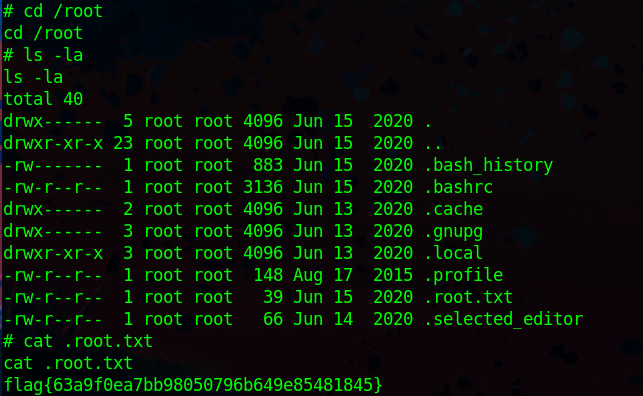 # cd /root
cd /root
# ls -la
ls -la
total 40
drwx------  5 root root 4096 Jun 15  2020 .
drwxr-xr-x 23 root root 4096 Jun 15  2020 ..
-rw-------  1 root root  883 Jun 15  2020 .bash_history
-rw-r--r--  1 root root 3136 Jun 15  2020 .bashrc
drwx------  2 root root 4096 Jun 13  2020 .cache
drwx------  3 root root 4096 Jun 13  2020 .gnupg
drwxr-xr-x  3 root root 4096 Jun 13  2020 .local
-rw-r--r--  1 root root  148 Aug 17  2015 .profile
-rw-r--r--  1 root root   39 Jun 15  2020 .root.txt
-rw-r--r--  1 root root   66 Jun 14  2020 .selected_editor
# cat .root.txt
cat .root.txt
flag{63a9f0ea7bb98050796b649e85481845}